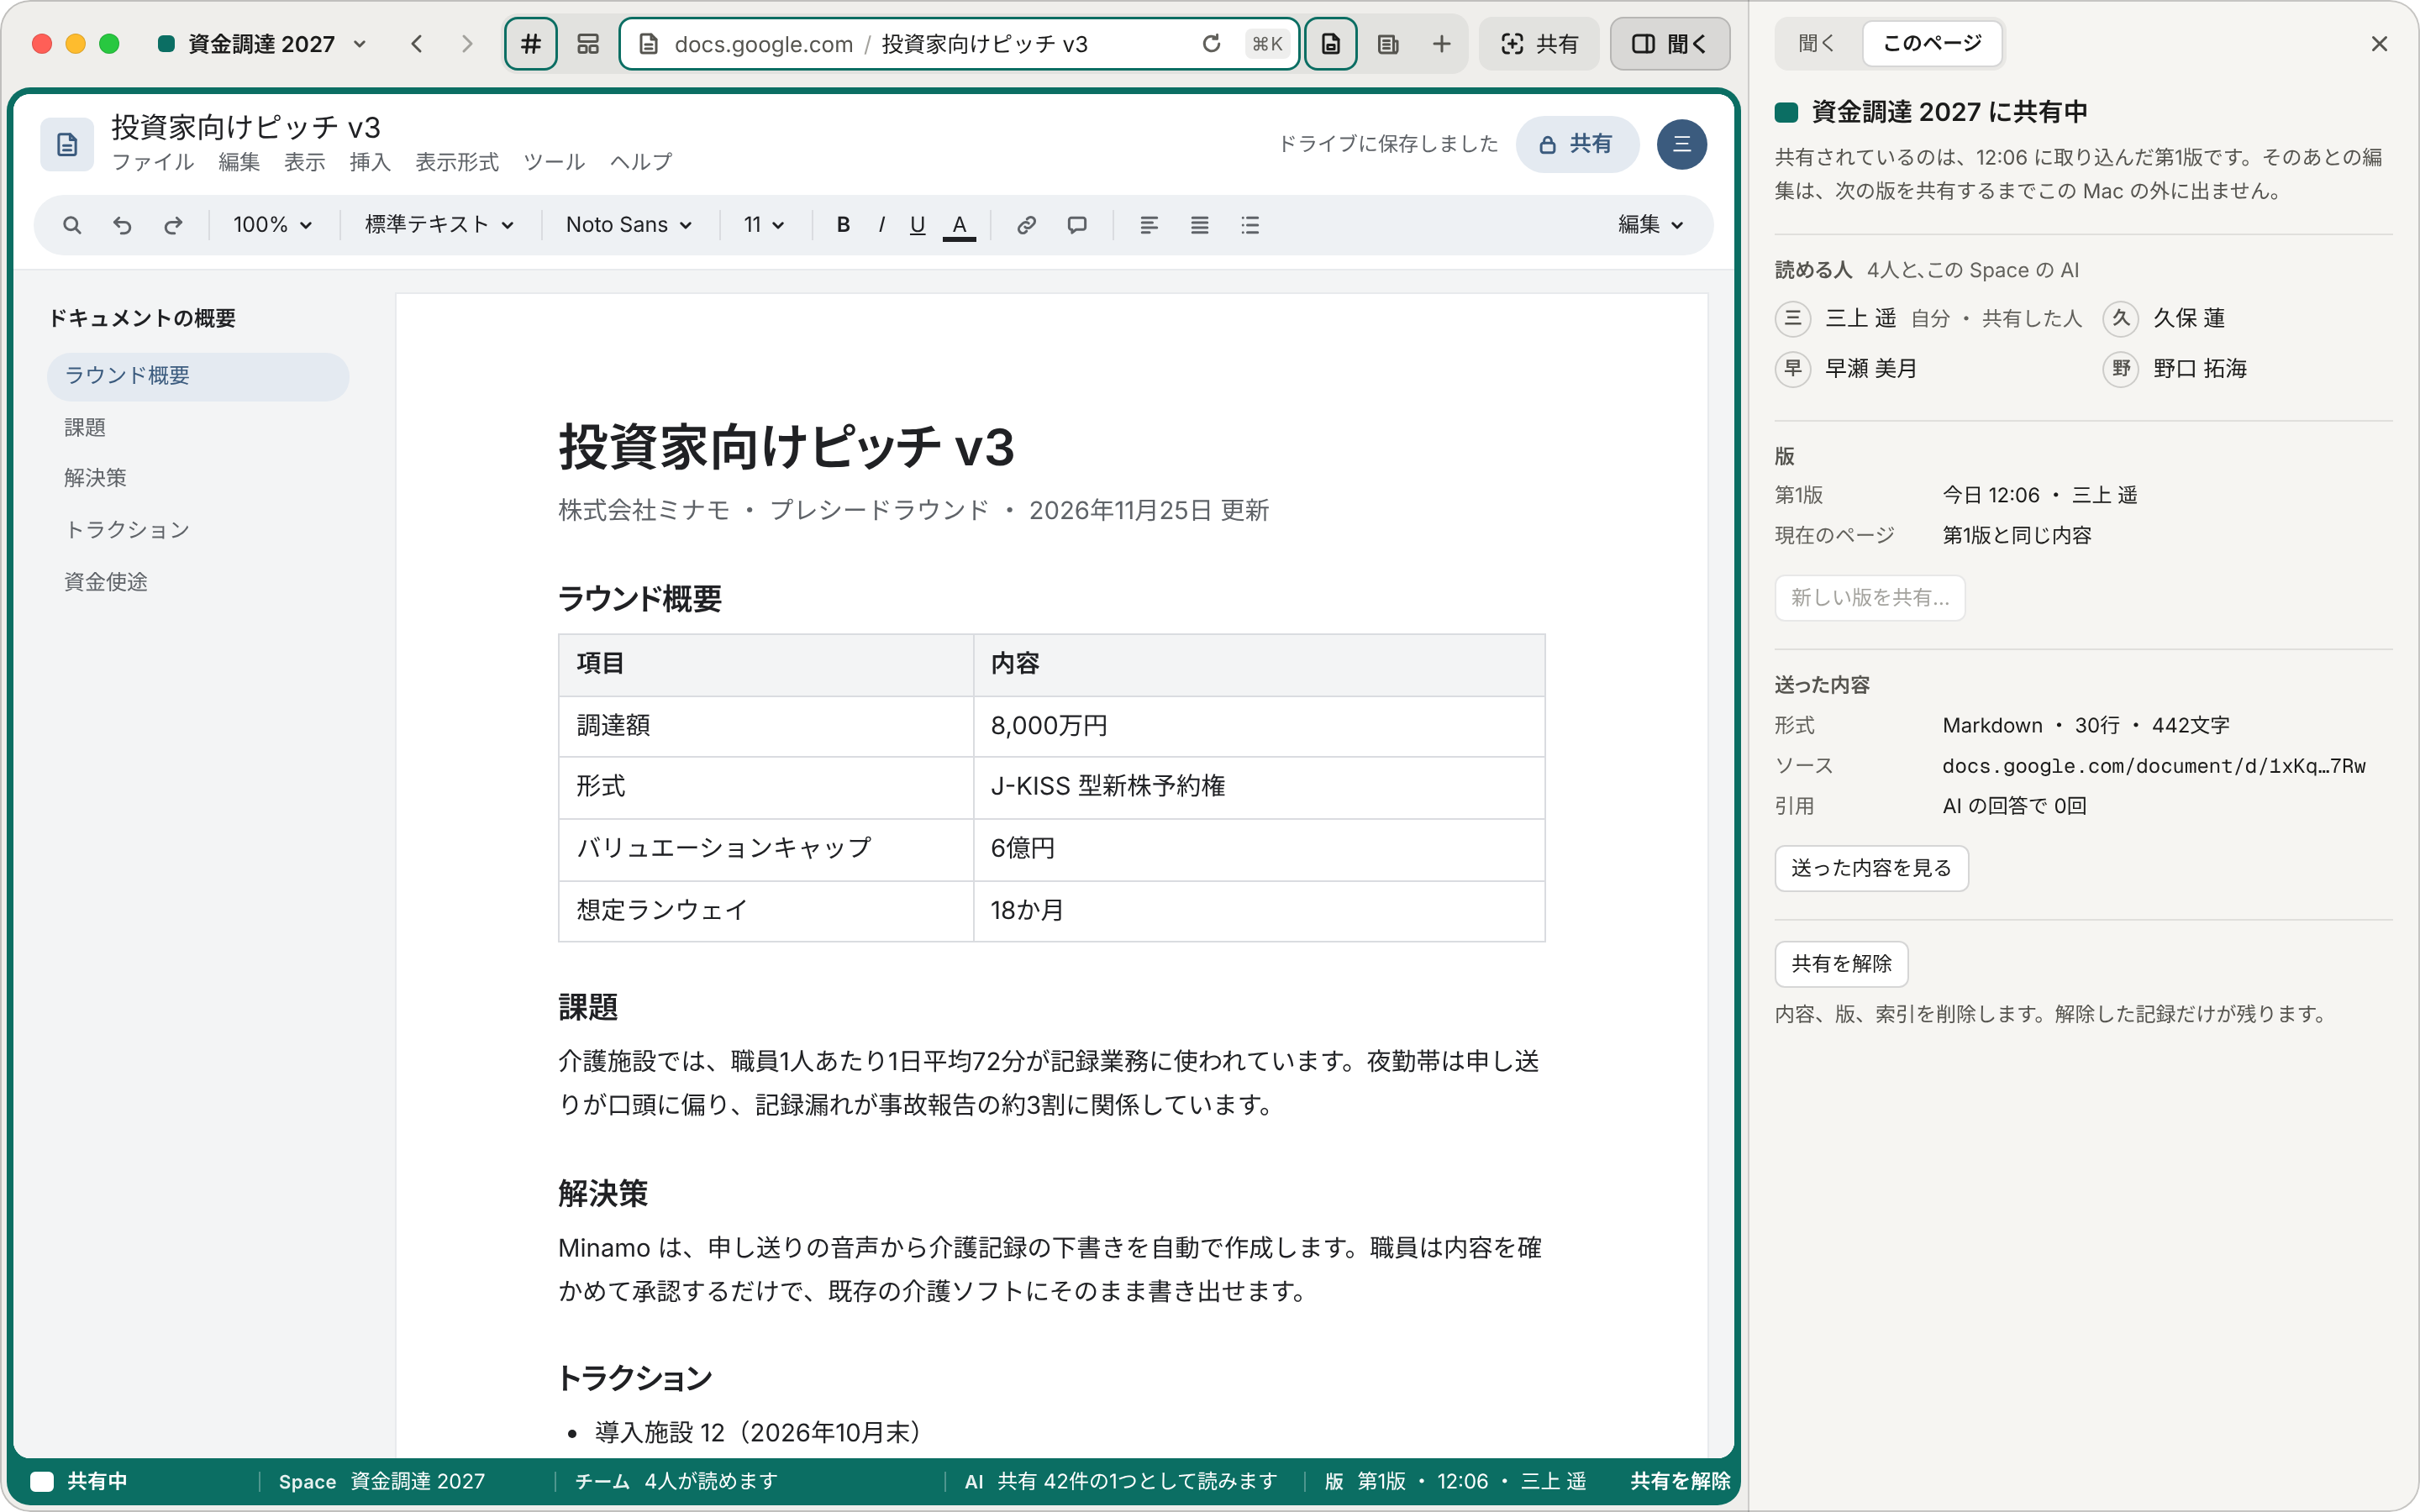 資金調達 2027
docs.google.com / 投資家向けピッチ v3
⌘K
共有
聞く
投資家向けピッチ v3
ファイル 編集 表示 挿入 表示形式 ツール ヘルプ
ドライブに保存しました
共有
三
100%
標準テキスト
Noto Sans
11
B I U A
編集
ドキュメントの概要
ラウンド概要
課題
解決策
トラクション
資金使途
投資家向けピッチ v3
株式会社ミナモ ・ プレシードラウンド ・ 2026年11月25日 更新
ラウンド概要
項目 内容
調達額 8,000万円
形式 J-KISS 型新株予約権
バリュエーションキャップ 6億円
想定ランウェイ 18か月
課題
介護施設では、職員1人あたり1日平均72分が記録業務に使われています。夜勤帯は申し送
りが口頭に偏り、記録漏れが事故報告の約3割に関係しています。
解決策
Minamo は、申し送りの音声から介護記録の下書きを自動で作成します。職員は内容を確
かめて承認するだけで、既存の介護ソフトにそのまま書き出せます。
トラクション
• 導入施設 12（2026年10月末）
共有中
Space 資金調達 2027
チーム 4人が読めます
AI 共有 42件の1つとして読みます
版 第1版 ・ 12:06 ・ 三上 遥
共有を解除
聞く
このページ
資金調達 2027 に共有中
共有されているのは、12:06 に取り込んだ第1版です。そのあとの編
集は、次の版を共有するまでこの Mac の外に出ません。
読める人 4人と、この Space の AI
三 三上 遥 自分 ・ 共有した人
久 久保 蓮
早 早瀬 美月
野 野口 拓海
版
第1版 今日 12:06 ・ 三上 遥
現在のページ 第1版と同じ内容
新しい版を共有...
送った内容
形式 Markdown ・ 30行 ・ 442文字
ソース docs.google.com/document/d/1xKq…7Rw
引用 AI の回答で 0回
送った内容を見る
共有を解除
内容、版、索引を削除します。解除した記録だけが残ります。